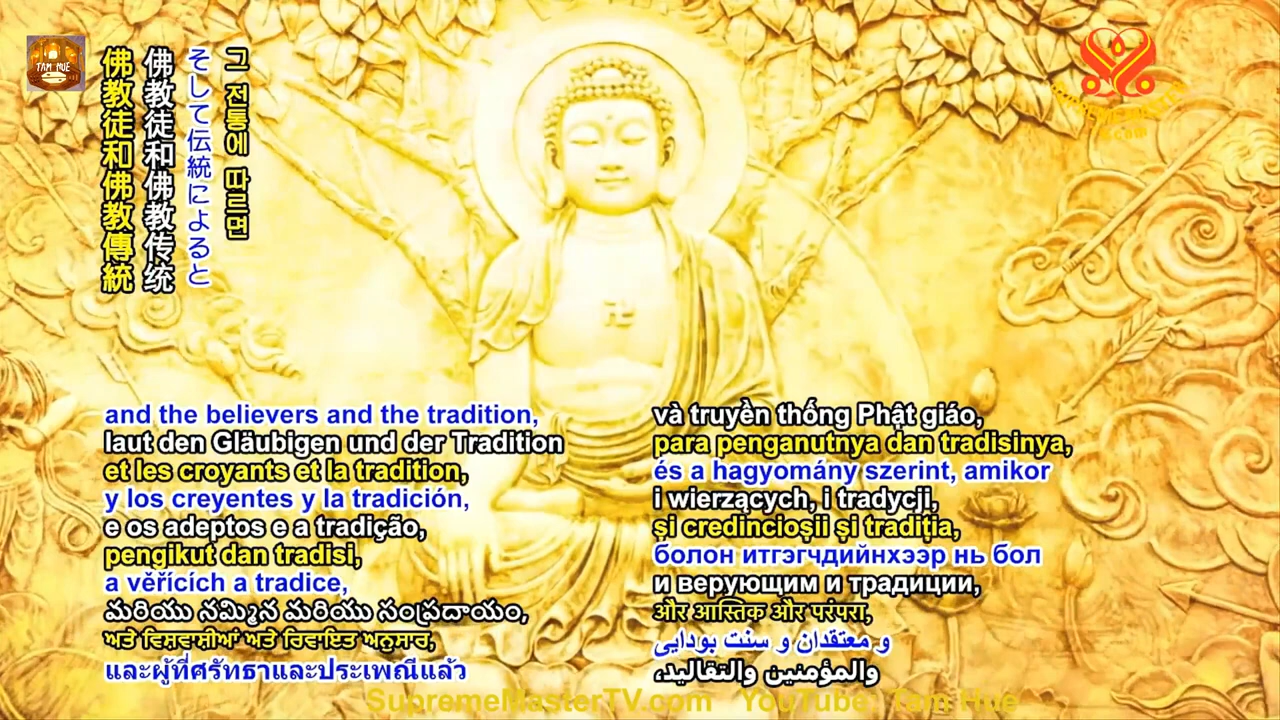 TAM HUE
佛教徒和佛教傳統
佛教徒和佛教传统
そして伝統によると
그 전통에 따르면
卍
and the believers and the tradition,
laut den Gläubigen und der Tradition
et les croyants et la tradition,
y los creyentes y la tradición,
e os adeptos e a tradição,
pengikut dan tradisi,
a věřících a tradice,
మరియు నమ్మిన మరియు సంప్రదాయం,
ਅਤੇ ਵਿਸ਼ਵਾਸ਼ੀਆਂ ਅਤੇ ਰਿਵਾਇਤ ਅਨੁਸਾਰ,
และผู้ที่ศรัทธาและประเพณีแล้ว
và truyền thống Phật giáo,
para penganutnya dan tradisinya,
és a hagyomány szerint, amikor
i wierzących, i tradycji,
și credincioșii și tradiția,
болон итгэгчдийнхээр нь бол
и верующим и традиции,
और आस्तिक और परंपरा,
و معتقدان و سنت بودایی
والمؤمنين والتقاليد،
SupremeMasterTV.com YouTube Tam Hue